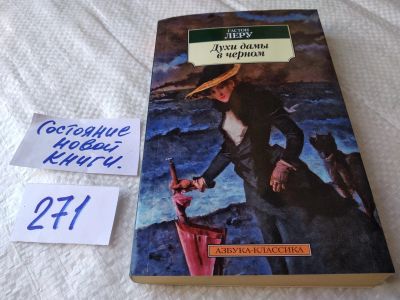 ГАСТОН
ЛЕРУ
Духи дамы
в черном
Состояние
новой
книги.
271
АЗБУКА-КЛАССИКА